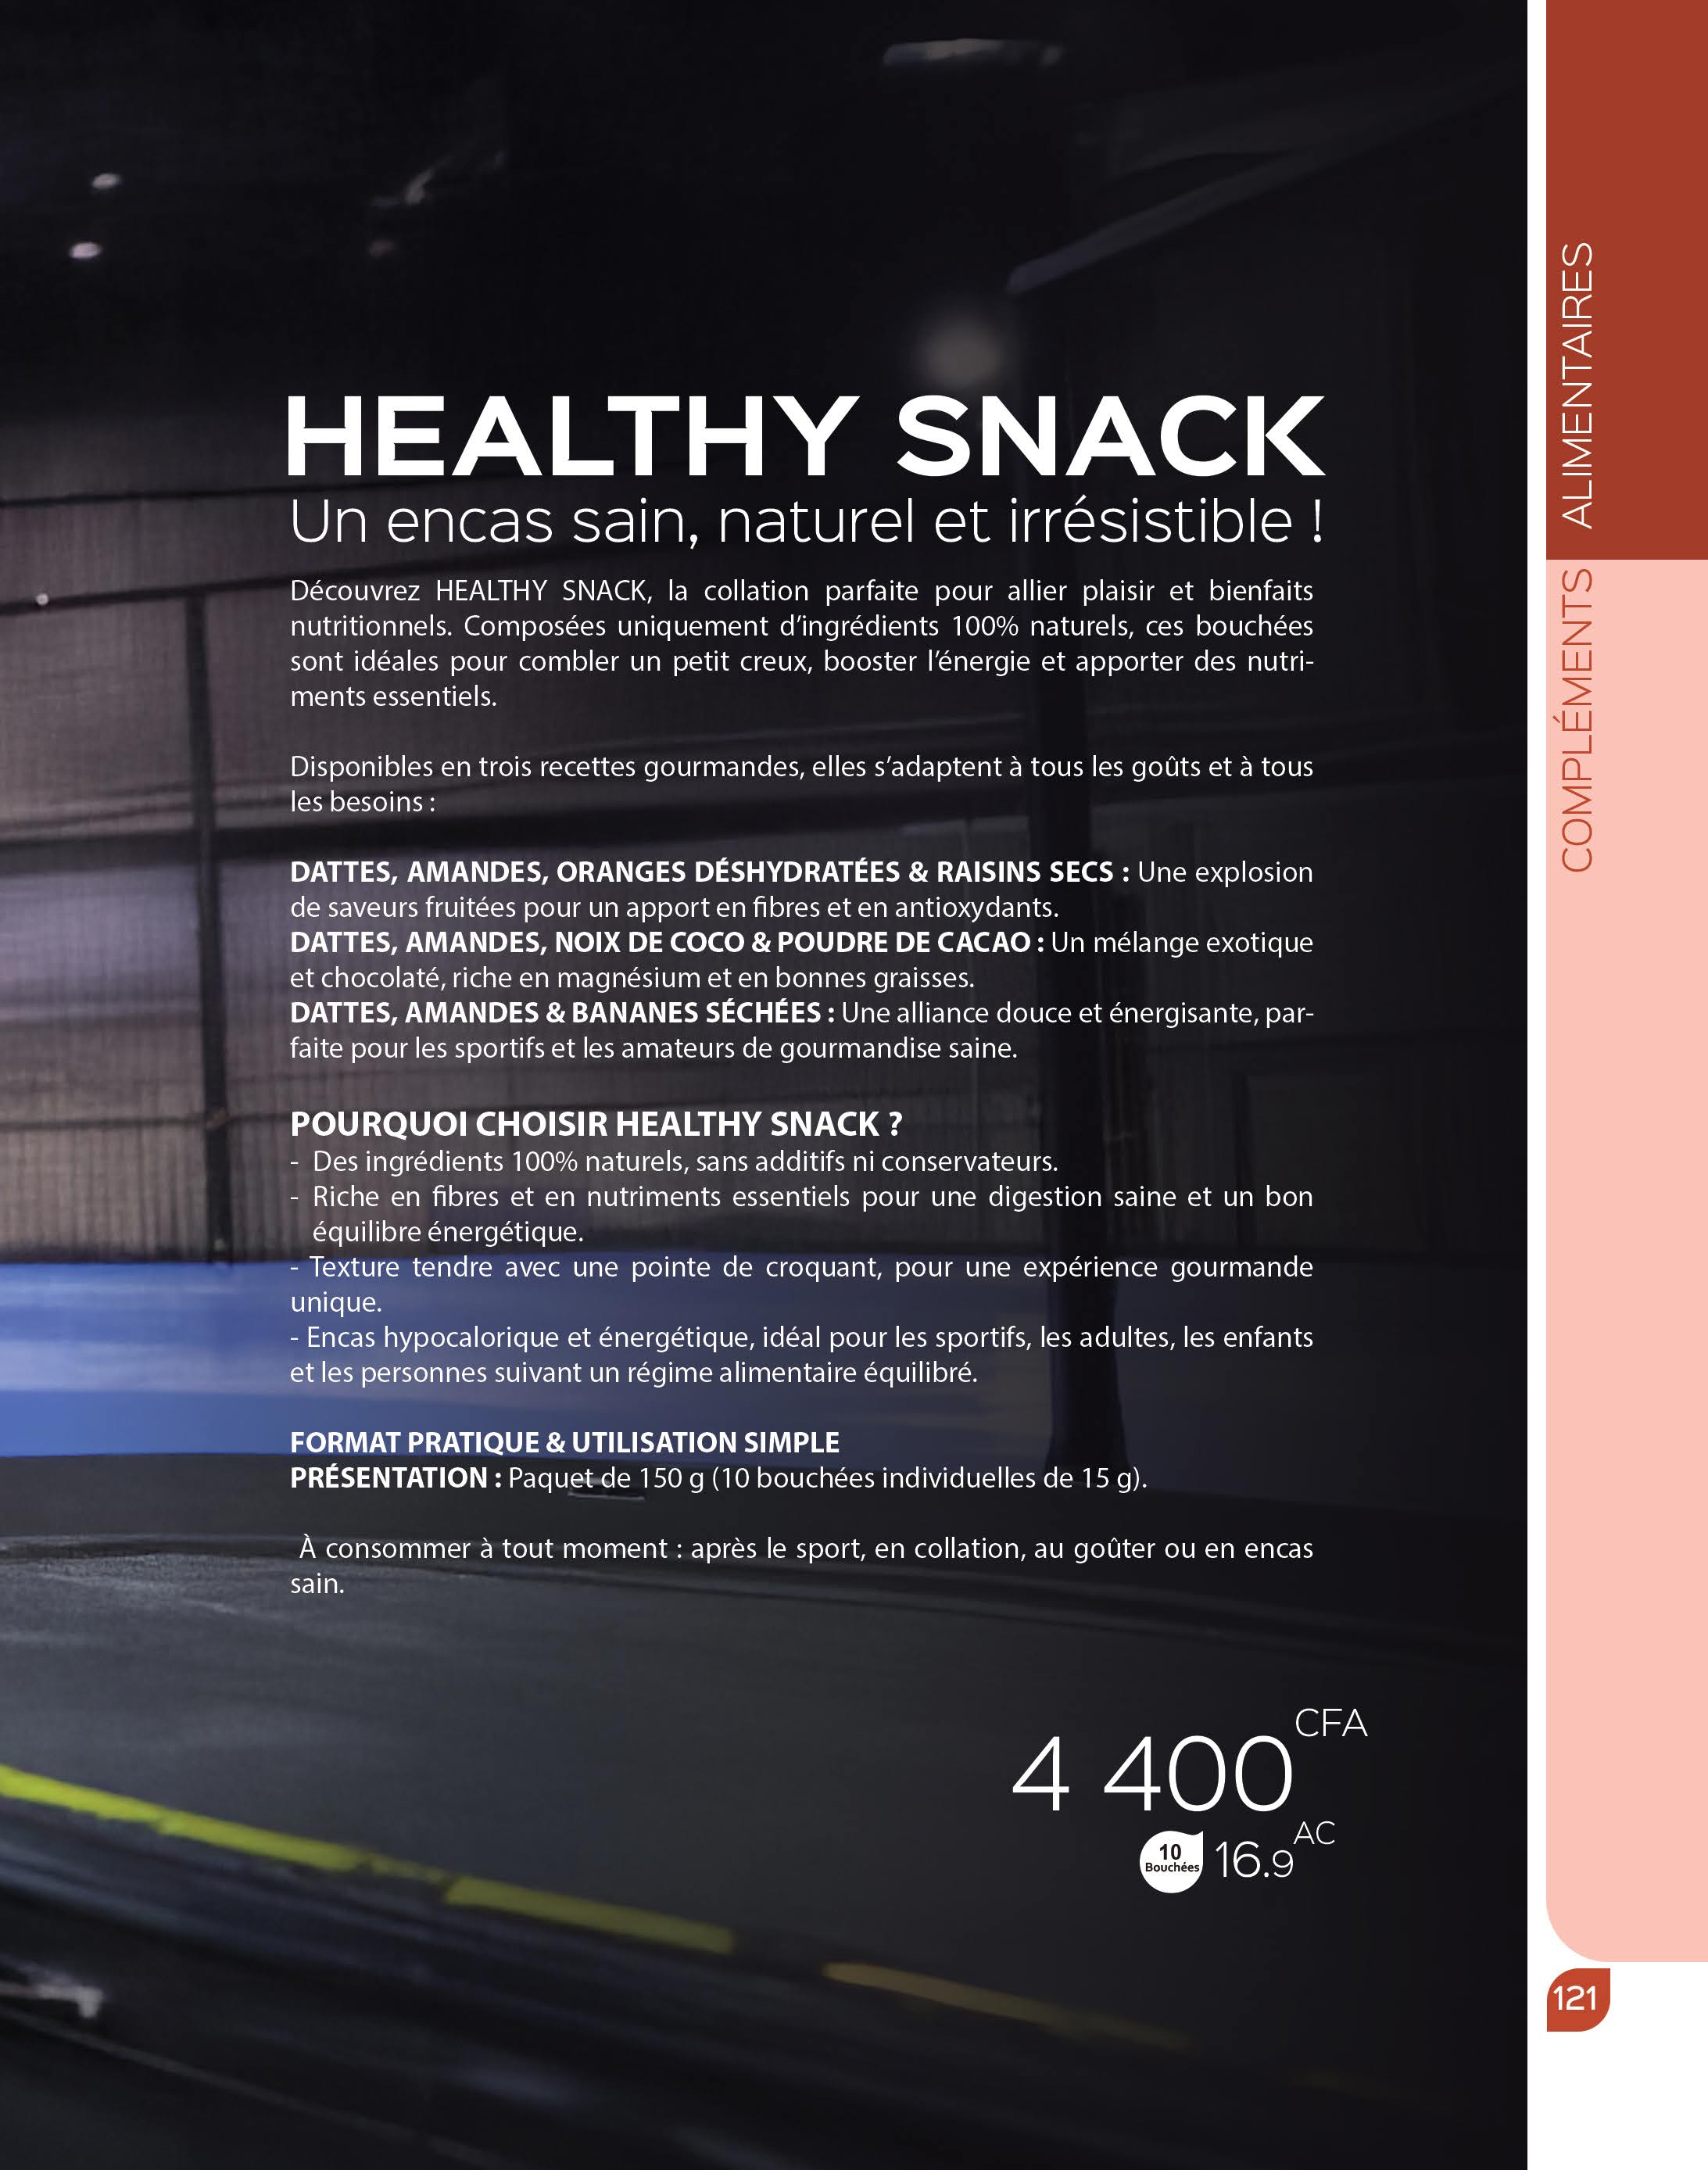 HEALTHY SNACK
Un encas sain, naturel et irrésistible !
Découvrez HEALTHY SNACK, la collation parfaite pour allier plaisir et bienfaits
nutritionnels. Composées uniquement d’ingrédients 100% naturels, ces bouchées
sont idéales pour combler un petit creux, booster l’énergie et apporter des nutri-
ments essentiels.
Disponibles en trois recettes gourmandes, elles s’adaptent à tous les goûts et à tous
les besoins :
DATTES, AMANDES, ORANGES DÉSHYDRATÉES & RAISINS SECS : Une explosion
de saveurs fruitées pour un apport en fibres et en antioxydants.
DATTES, AMANDES, NOIX DE COCO & POUDRE DE CACAO : Un mélange exotique
et chocolaté, riche en magnésium et en bonnes graisses.
DATTES, AMANDES & BANANES SÉCHÉES : Une alliance douce et énergisante, par-
faite pour les sportifs et les amateurs de gourmandise saine.
POURQUOI CHOISIR HEALTHY SNACK ?
- Des ingrédients 100% naturels, sans additifs ni conservateurs.
- Riche en fibres et en nutriments essentiels pour une digestion saine et un bon
équilibre énergétique.
- Texture tendre avec une pointe de croquant, pour une expérience gourmande
unique.
- Encas hypocalorique et énergétique, idéal pour les sportifs, les adultes, les enfants
et les personnes suivant un régime alimentaire équilibré.
FORMAT PRATIQUE & UTILISATION SIMPLE
PRÉSENTATION : Paquet de 150 g (10 bouchées individuelles de 15 g).
À consommer à tout moment : après le sport, en collation, au goûter ou en encas
sain.
4 400 CFA
10
Bouchées
16.9 AC
COMPLÉMENTS ALIMENTAIRES
121